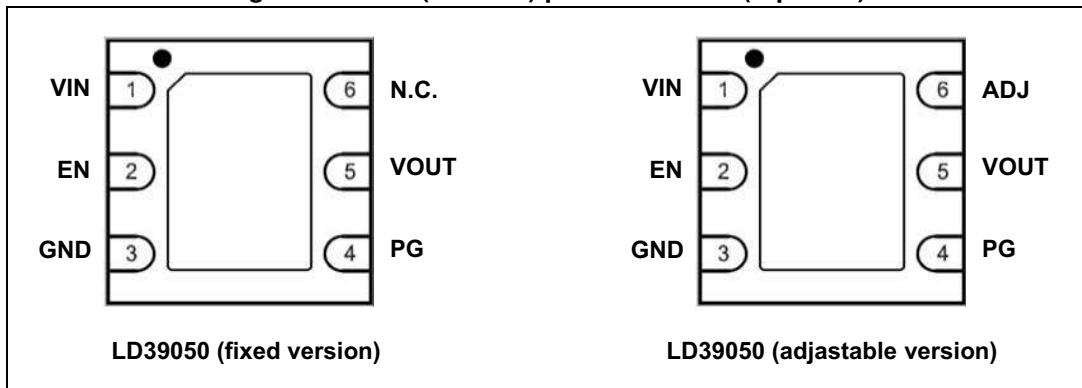 VIN 1 6 N.C.
EN 2 5 VOUT
GND 3 4 PG
LD39050 (fixed version)
VIN 1 6 ADJ
EN 2 5 VOUT
GND 3 4 PG
LD39050 (adjastable version)